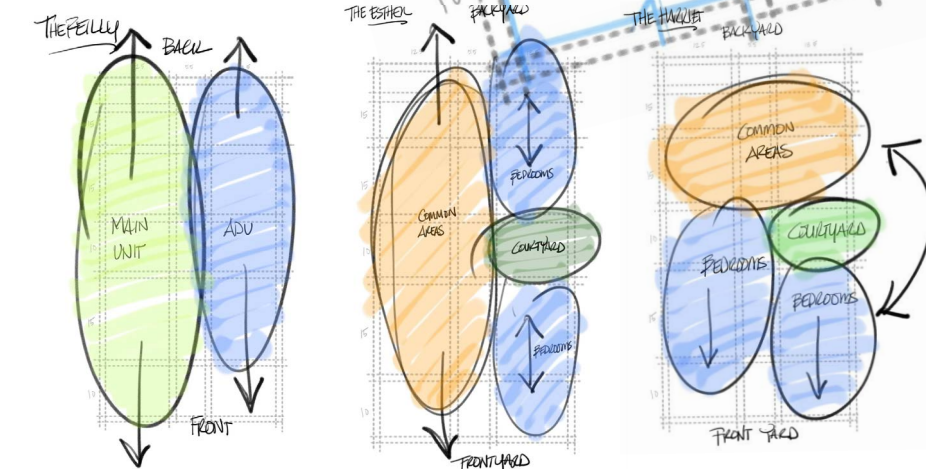 THE REILLY
BACK
MAIN
UNIT
ADU
FRONT
THE ESTHER
BACKYARD
BEDROOMS
COMMON
AREAS
COURTYARD
BEDROOMS
FRONTYARD
THE HARRIET
BACKYARD
COMMON
AREAS
BEDROOMS
COURTYARD
BEDROOMS
FRONT YARD